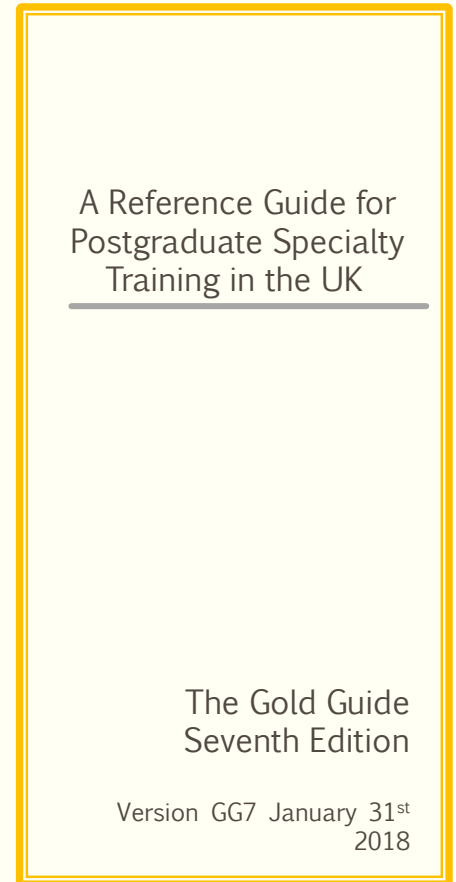 A Reference Guide for
Postgraduate Specialty
Training in the UK
The Gold Guide
Seventh Edition
Version GG7 January 31st
2018